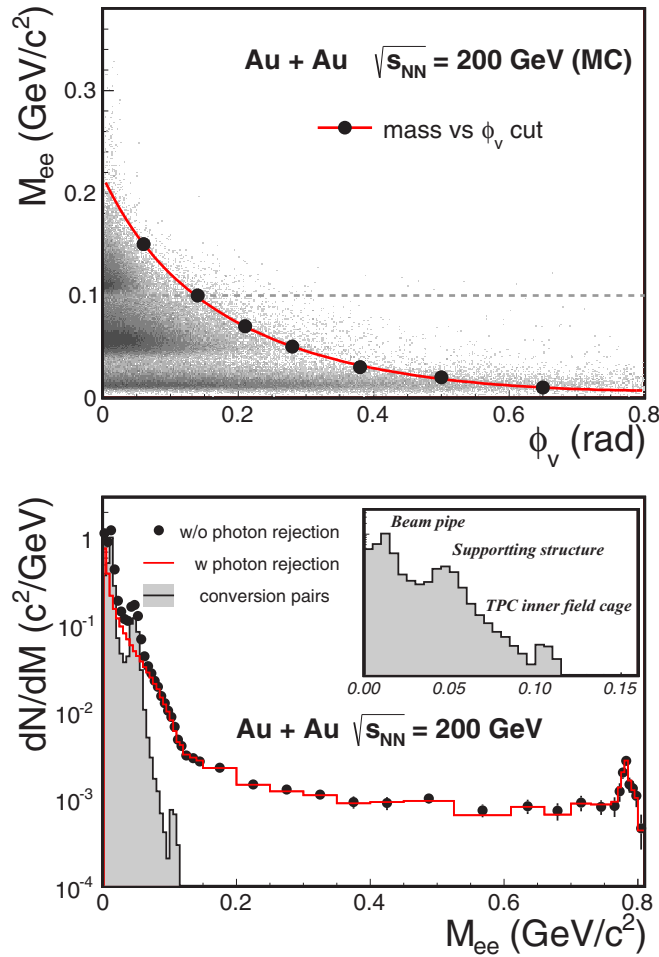 Au + Au √sNN = 200 GeV (MC)
mass vs ϕv cut
Mee (GeV/c²)
0.3
0.2
0.1
0
0 0.2 0.4 0.6 0.8
ϕv (rad)
w/o photon rejection
w photon rejection
conversion pairs
Beam pipe
Supportting structure
TPC inner field cage
0.00 0.05 0.10 0.15
Au + Au √sNN = 200 GeV
dN/dM (c²/GeV)
1
10⁻¹
10⁻²
10⁻³
10⁻⁴
0 0.2 0.4 0.6 0.8
Mee (GeV/c²)